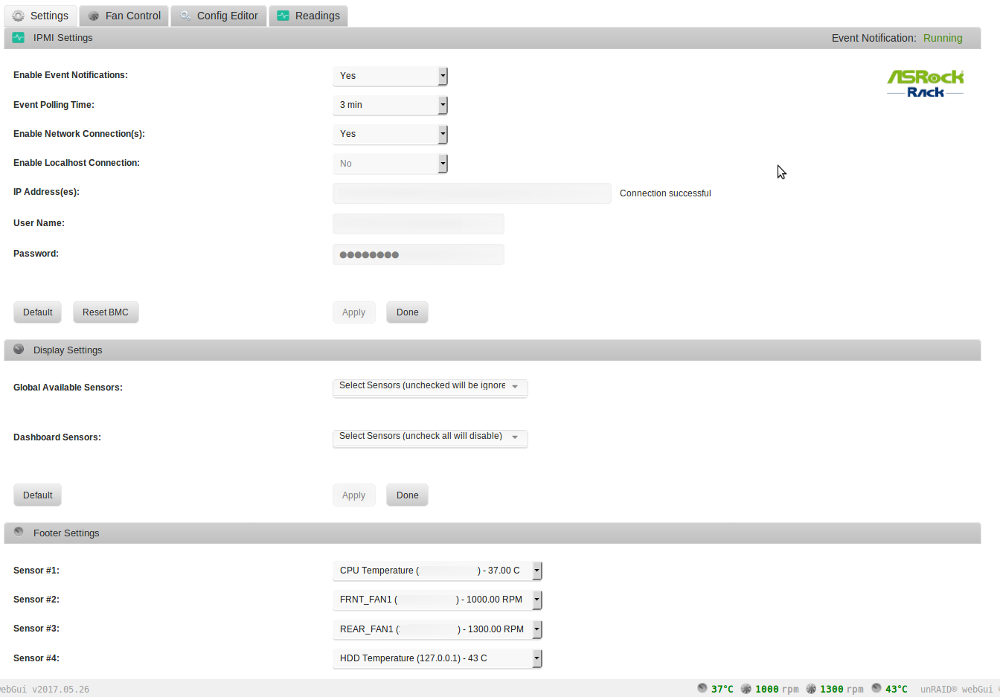 Settings Fan Control Config Editor Readings
IPMI Settings Event Notification: Running
Enable Event Notifications: Yes
ASRock
Rack
Event Polling Time: 3 min
Enable Network Connection(s): Yes
Enable Localhost Connection: No
IP Address(es): Connection successful
User Name:
Password: ●●●●●●●●
Default Reset BMC Apply Done
Display Settings
Global Available Sensors: Select Sensors (unchecked will be ignore
Dashboard Sensors: Select Sensors (uncheck all will disable)
Default Apply Done
Footer Settings
Sensor #1: CPU Temperature ( ) - 37.00 C
Sensor #2: FRNT_FAN1 ( ) - 1000.00 RPM
Sensor #3: REAR_FAN1 ( ) - 1300.00 RPM
Sensor #4: HDD Temperature (127.0.0.1) - 43 C
ebGui v2017.05.26 37°C 1000 rpm 1300 rpm 43°C unRAID® webGui